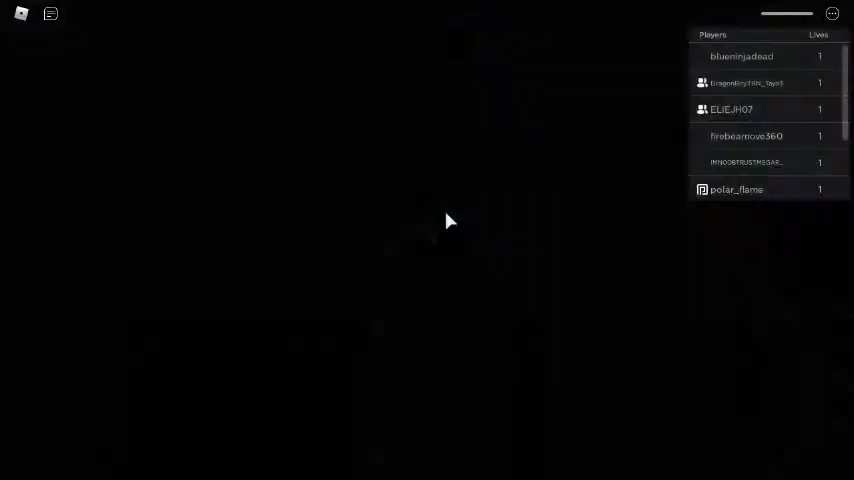 Players Lives
blueninjadead 1
1
ELIEJH07 1
firebeamove360 1
1
polar_flame 1